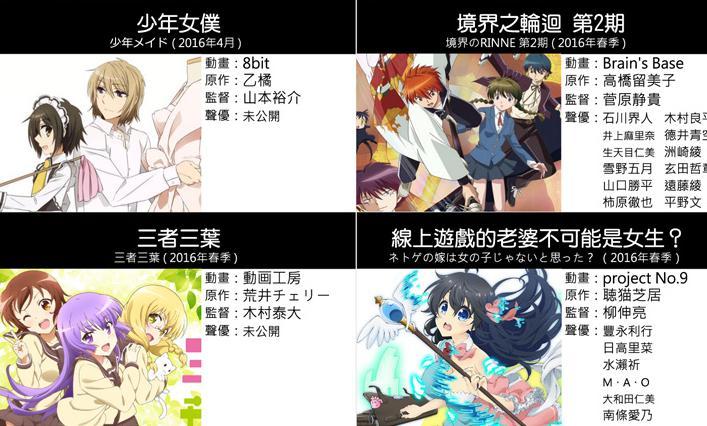 少年女僕
少年メイド ( 2016年4月 )
動畫：8bit
原作：乙橘
監督：山本裕介
聲優：未公開
境界之輪迴 第2期
境界のRINNE 第2期 ( 2016年春季 )
動畫：Brain's Base
原作：高橋留美子
監督：菅原靜貴
聲優：石川界人 木村良平
井上麻里奈 德井青空
生天目仁美 洲崎綾
雪野五月 玄田哲章
山口勝平 遠藤綾
柿原徹也 平野文
三者三葉
三者三葉 ( 2016年春季 )
動畫：動畫工房
原作：荒井チェリー
監督：木村泰大
聲優：未公開
線上遊戲的老婆不可能是女生？
ネトゲの嫁は女の子じゃないと思った？ ( 2016年春季 )
動畫：project No.9
原作：聴猫芝居
監督：柳伸亮
聲優：豐永利行
日高里菜
水瀨祈
M・A・O
大和田仁美
南條愛乃